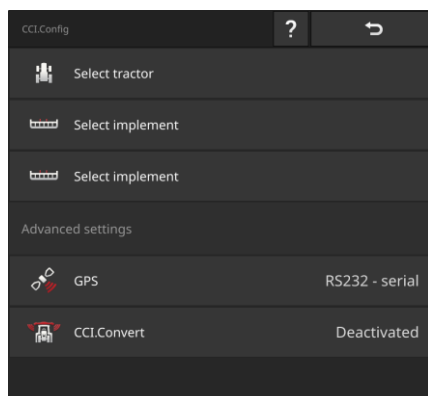 CCI.Config ?
Select tractor
Select implement
Select implement
Advanced settings
GPS RS232 - serial
CCI.Convert Deactivated